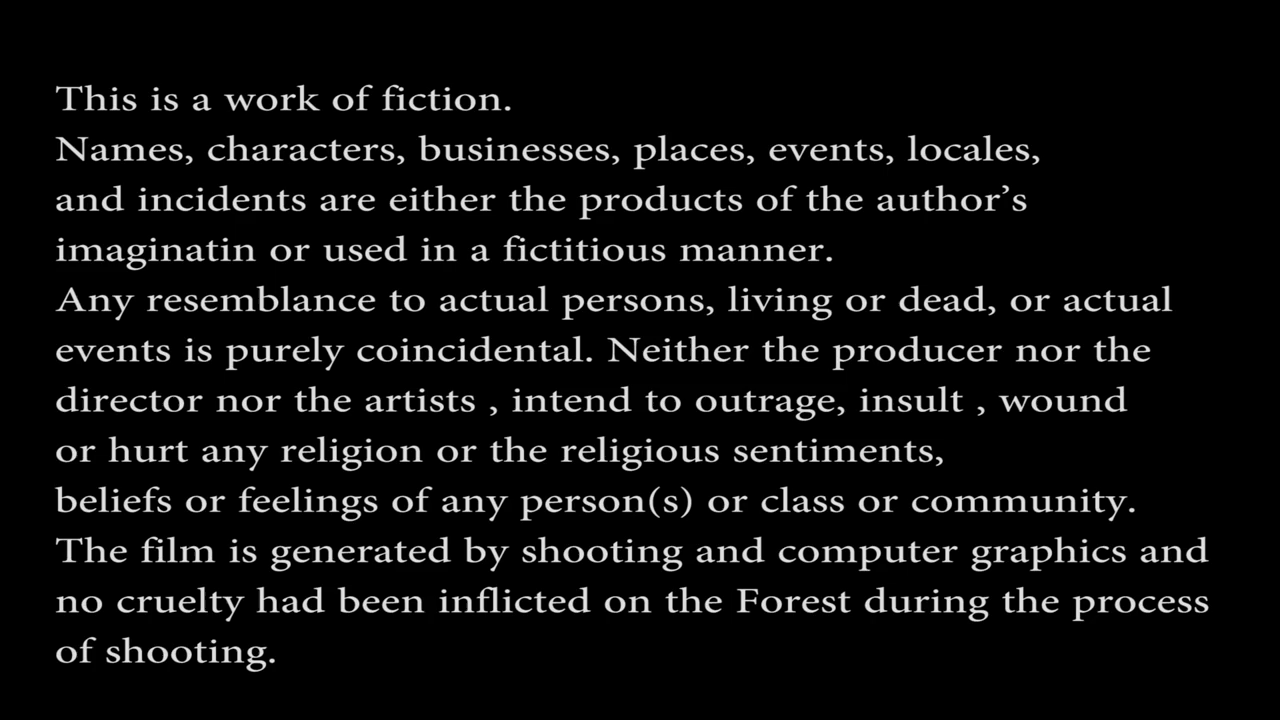 This is a work of fiction.
Names, characters, businesses, places, events, locales,
and incidents are either the products of the author’s
imaginatin or used in a fictitious manner.
Any resemblance to actual persons, living or dead, or actual
events is purely coincidental. Neither the producer nor the
director nor the artists , intend to outrage, insult , wound
or hurt any religion or the religious sentiments,
beliefs or feelings of any person(s) or class or community.
The film is generated by shooting and computer graphics and
no cruelty had been inflicted on the Forest during the process
of shooting.